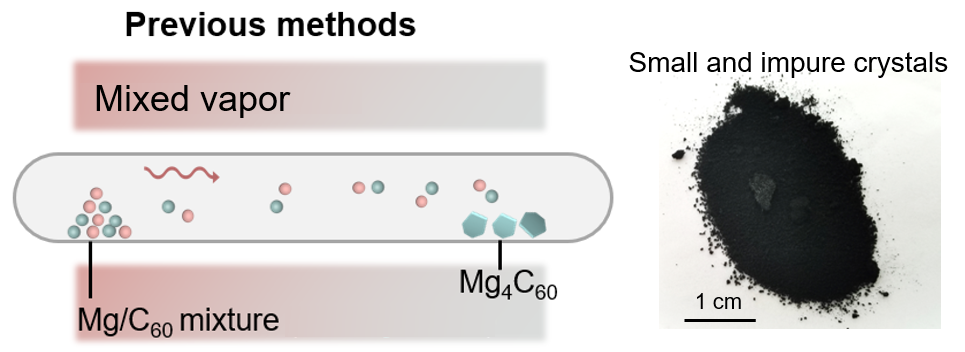 Previous methods
Mixed vapor
Small and impure crystals
Mg₄C₆₀
Mg/C₆₀ mixture
1 cm